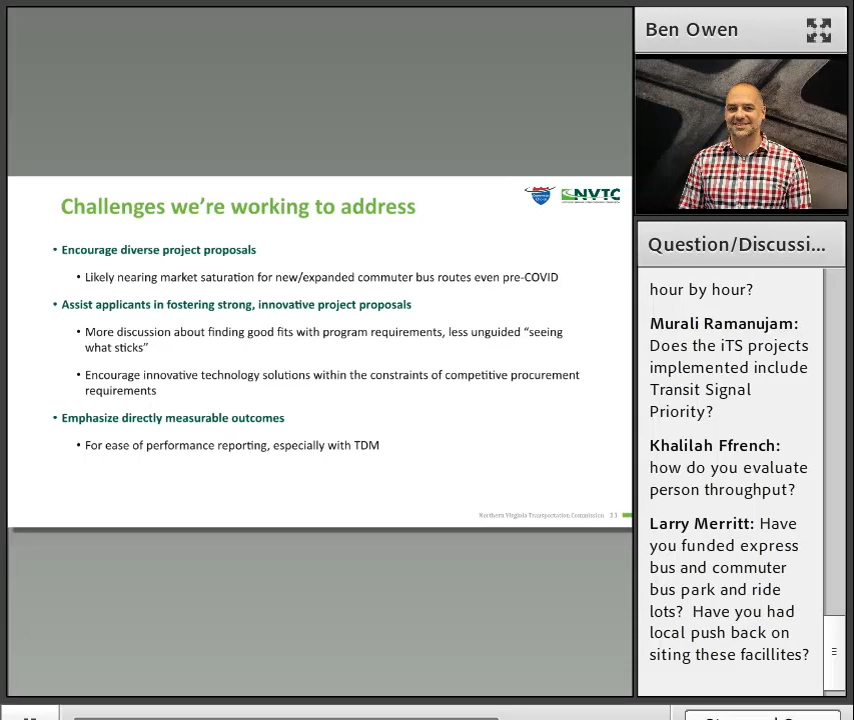 Ben Owen
Challenges we're working to address
NVTC
• Encourage diverse project proposals
• Likely nearing market saturation for new/expanded commuter bus routes even pre-COVID
• Assist applicants in fostering strong, innovative project proposals
• More discussion about finding good fits with program requirements, less unguided “seeing
what sticks”
• Encourage innovative technology solutions within the constraints of competitive procurement
requirements
• Emphasize directly measurable outcomes
• For ease of performance reporting, especially with TDM
Northern Virginia Transportation Commission
Question/Discussi...
hour by hour?
Murali Ramanujam:
Does the iTS projects
implemented include
Transit Signal
Priority?
Khalilah Ffrench:
how do you evaluate
person throughput?
Larry Merritt: Have
you funded express
bus and commuter
bus park and ride
lots? Have you had
local push back on
siting these facillites?